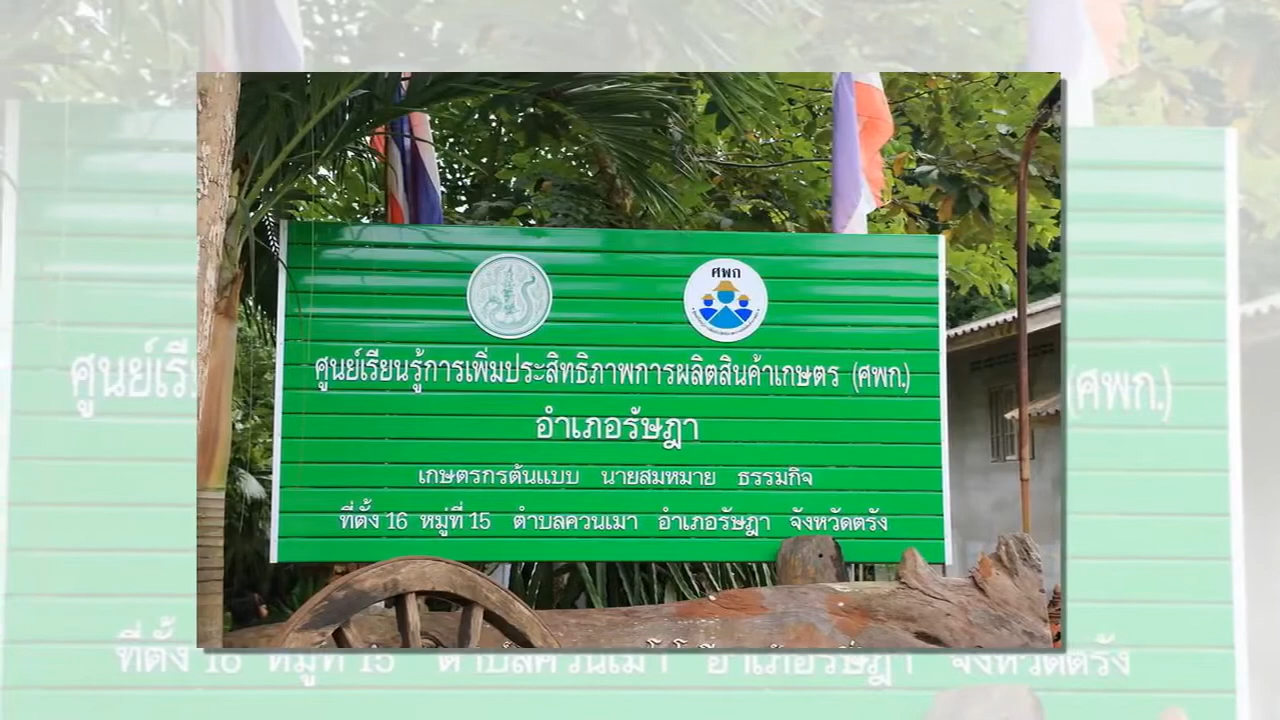 ศพก
ศูนย์เรียนรู้การเพิ่มประสิทธิภาพการผลิตสินค้าเกษตร (ศพก.)
อำเภอรัษฎา
เกษตรกรต้นแบบ นายสมหมาย ธรรมกิจ
ที่ตั้ง 16 หมู่ที่ 15 ตำบลควนเมา อำเภอรัษฎา จังหวัดตรัง